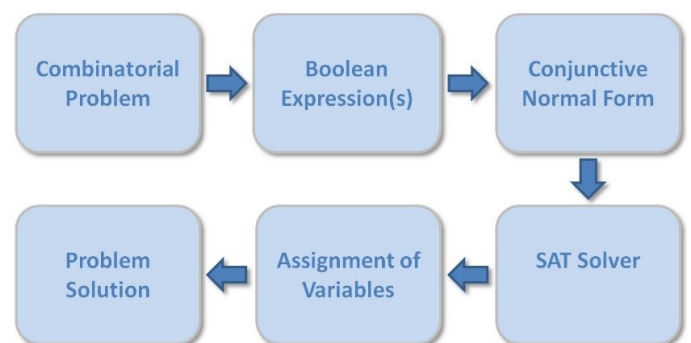 Combinatorial
Problem
Boolean
Expression(s)
Conjunctive
Normal Form
SAT Solver
Assignment of
Variables
Problem
Solution